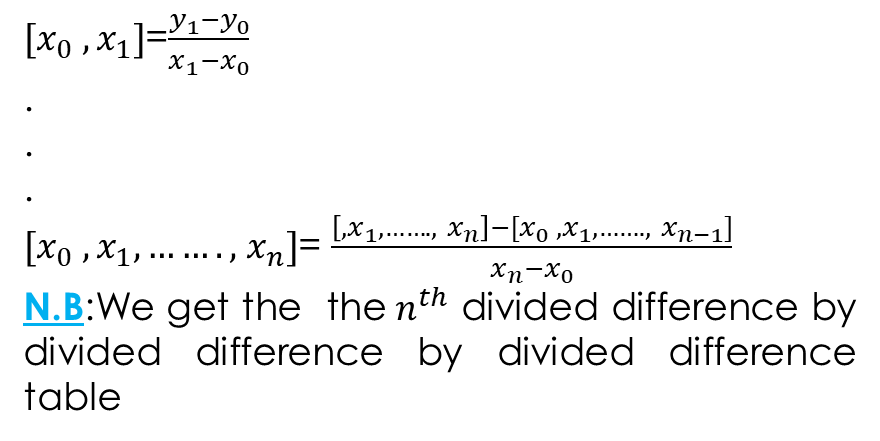 [x₀ , x₁]=(y₁−y₀)/(x₁−x₀)
.
.
.
[x₀ , x₁, … … . , xₙ]= ([,x₁,……., xₙ]−[x₀ ,x₁,……., xₙ₋₁])/(xₙ−x₀)
N.B:We get the the nᵗʰ divided difference by
divided difference by divided difference
table